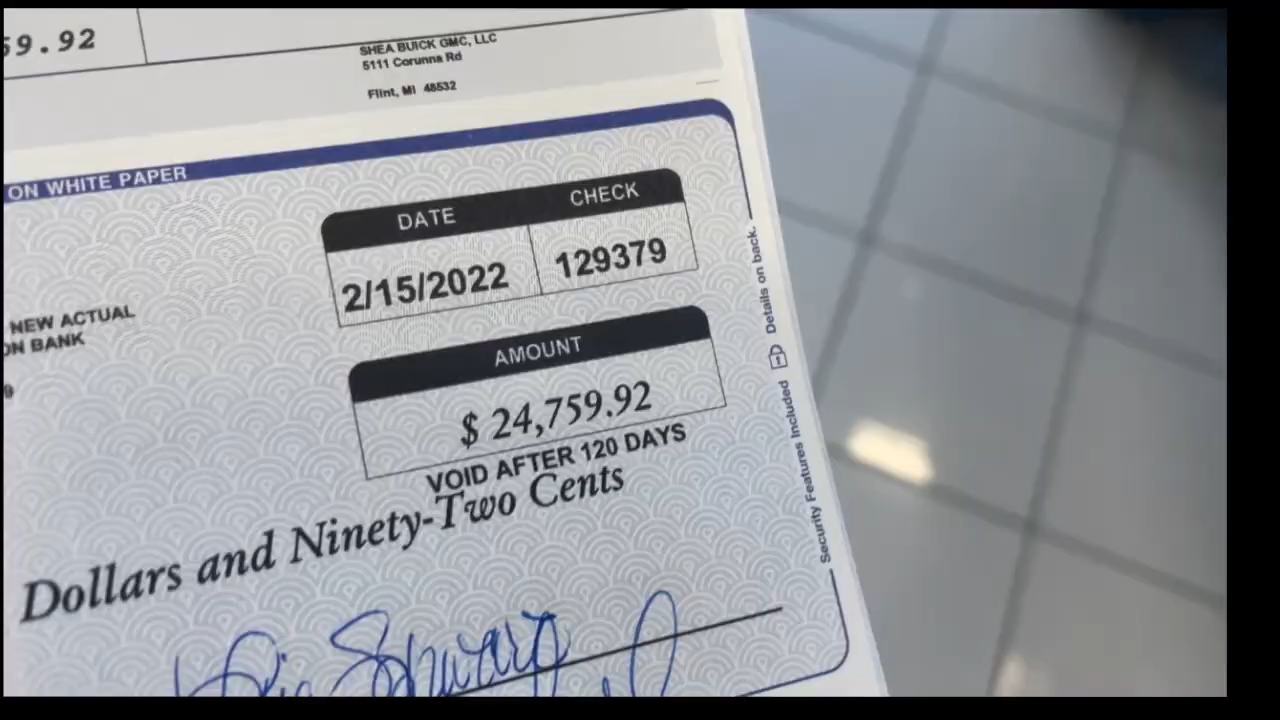 59.92
SHEA BUICK GMC, LLC
5111 Corunna Rd
Flint, MI 48532
ON WHITE PAPER
DATE
CHECK
2/15/2022
129379
NEW ACTUAL
ON BANK
9
AMOUNT
$ 24,759.92
VOID AFTER 120 DAYS
Dollars and Ninety-Two Cents
Security Features Included Details on back.